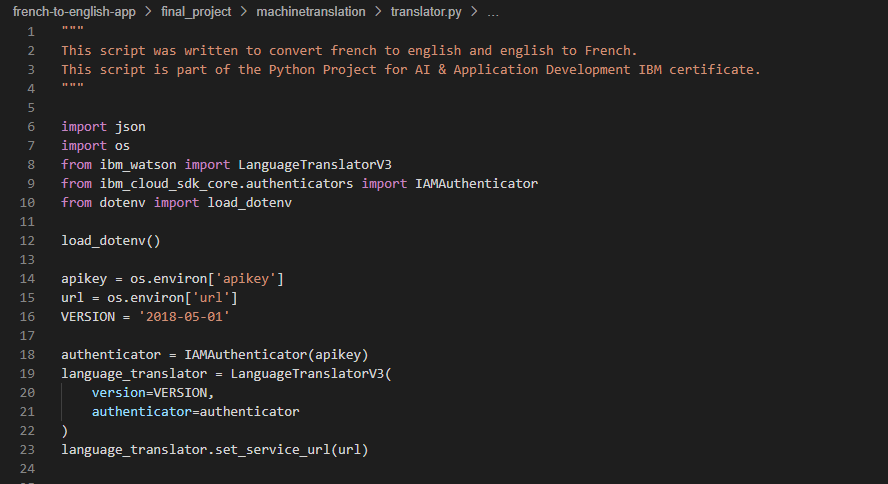 french-to-english-app > final_project > machinetranslation > translator.py > ...
1 """
2 This script was written to convert french to english and english to French.
3 This script is part of the Python Project for AI & Application Development IBM certificate.
4 """
5
6 import json
7 import os
8 from ibm_watson import LanguageTranslatorV3
9 from ibm_cloud_sdk_core.authenticators import IAMAuthenticator
10 from dotenv import load_dotenv
11
12 load_dotenv()
13
14 apikey = os.environ['apikey']
15 url = os.environ['url']
16 VERSION = '2018-05-01'
17
18 authenticator = IAMAuthenticator(apikey)
19 language_translator = LanguageTranslatorV3(
20     version=VERSION,
21     authenticator=authenticator
22 )
23 language_translator.set_service_url(url)
24